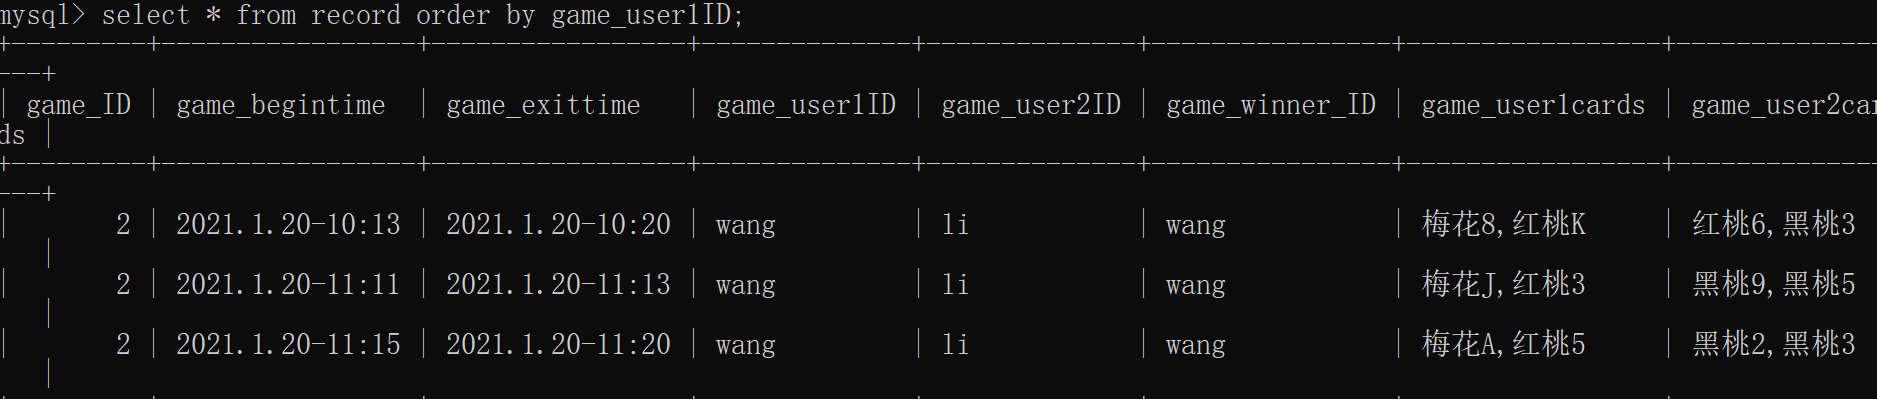 mysql> select * from record order by game_user1ID;
+---------+-----------------+-----------------+--------------+--------------+----------------+-----------------+-------------
---+
| game_ID | game_begintime  | game_exittime   | game_user1ID | game_user2ID | game_winner_ID | game_user1cards | game_user2car
ds |
+---------+-----------------+-----------------+--------------+--------------+----------------+-----------------+-------------
---+
|       2 | 2021.1.20-10:13 | 2021.1.20-10:20 | wang         | li           | wang           | 梅花8,红桃K     | 红桃6,黑桃3
   |
|       2 | 2021.1.20-11:11 | 2021.1.20-11:13 | wang         | li           | wang           | 梅花J,红桃3     | 黑桃9,黑桃5
   |
|       2 | 2021.1.20-11:15 | 2021.1.20-11:20 | wang         | li           | wang           | 梅花A,红桃5     | 黑桃2,黑桃3
   |